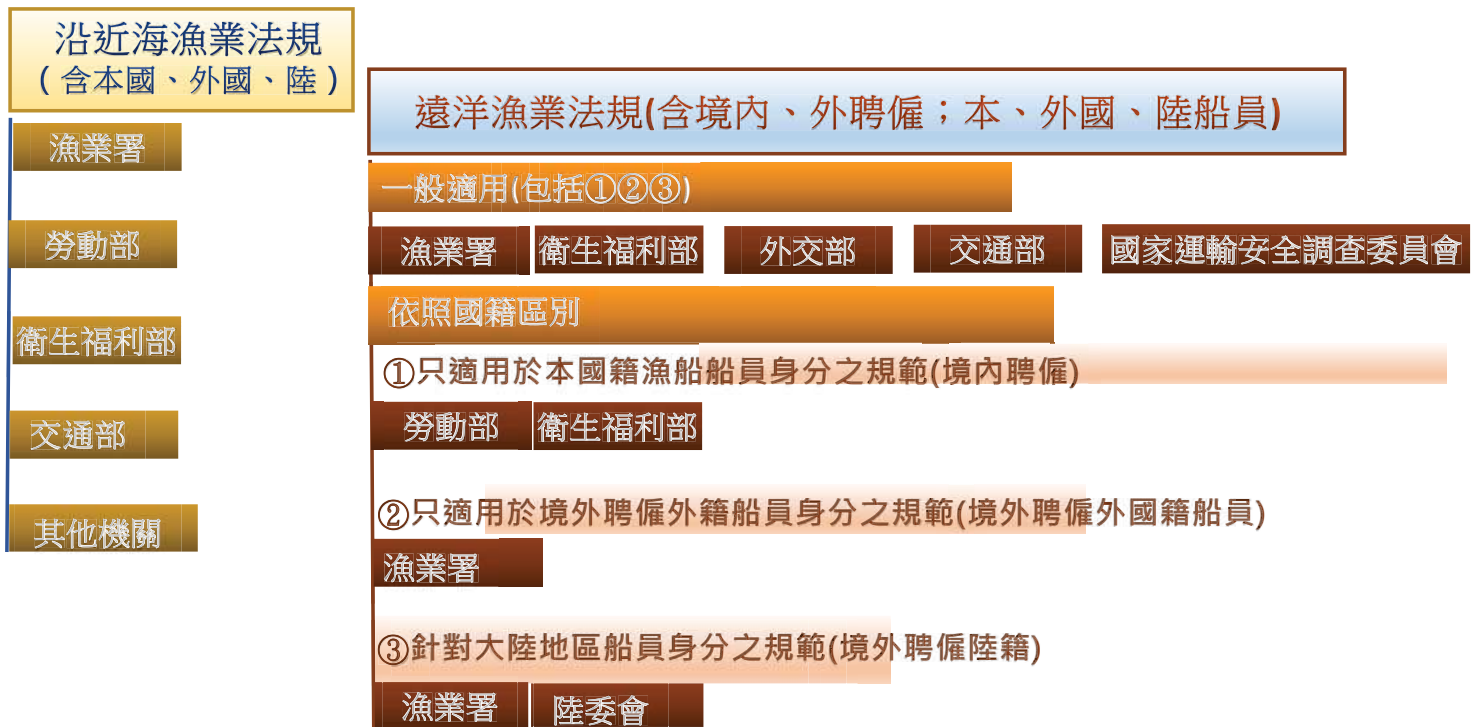 沿近海漁業法規
(含本國、外國、陸)
漁業署
勞動部
衛生福利部
交通部
其他機關
遠洋漁業法規(含境內、外聘僱；本、外國、陸船員)
一般適用(包括①②③)
漁業署 衛生福利部 外交部 交通部 國家運輸安全調查委員會
依照國籍區別
①只適用於本國籍漁船船員身分之規範(境內聘僱)
勞動部 衛生福利部
②只適用於境外聘僱外籍船員身分之規範(境外聘僱外國籍船員)
漁業署
③針對大陸地區船員身分之規範(境外聘僱陸籍)
漁業署 陸委會